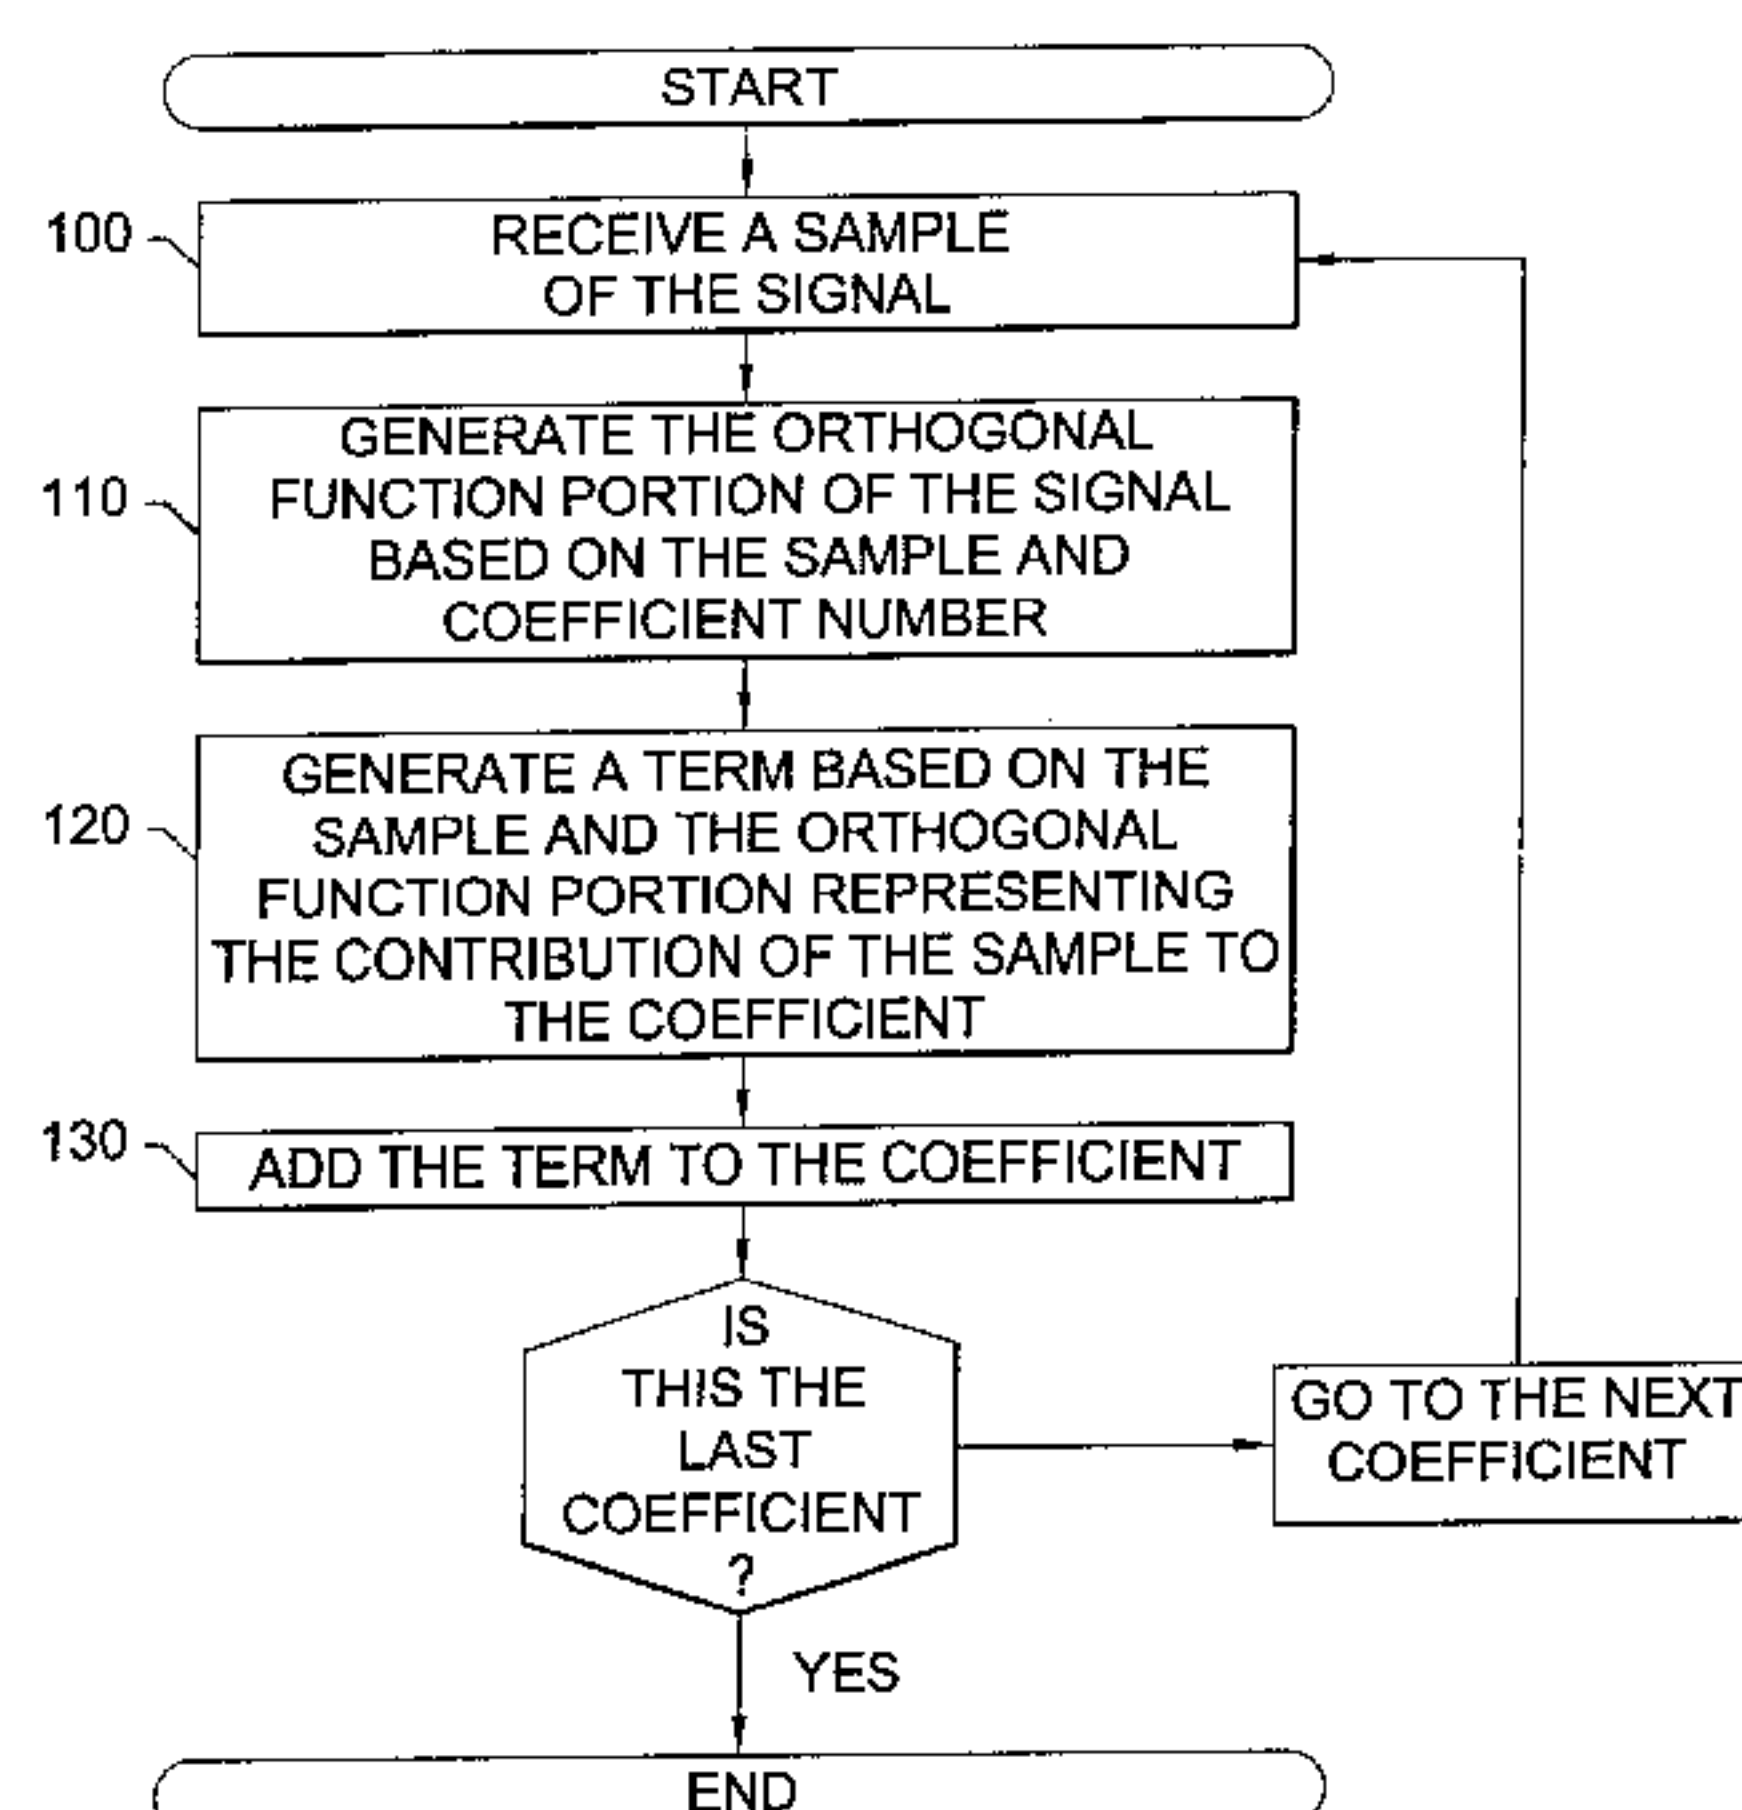 START
100
RECEIVE A SAMPLE
OF THE SIGNAL
110
GENERATE THE ORTHOGONAL
FUNCTION PORTION OF THE SIGNAL
BASED ON THE SAMPLE AND
COEFFICIENT NUMBER
120
GENERATE A TERM BASED ON THE
SAMPLE AND THE ORTHOGONAL
FUNCTION PORTION REPRESENTING
THE CONTRIBUTION OF THE SAMPLE TO
THE COEFFICIENT
130
ADD THE TERM TO THE COEFFICIENT
IS
THIS THE
LAST
COEFFICIENT
?
GO TO THE NEXT
COEFFICIENT
YES
END